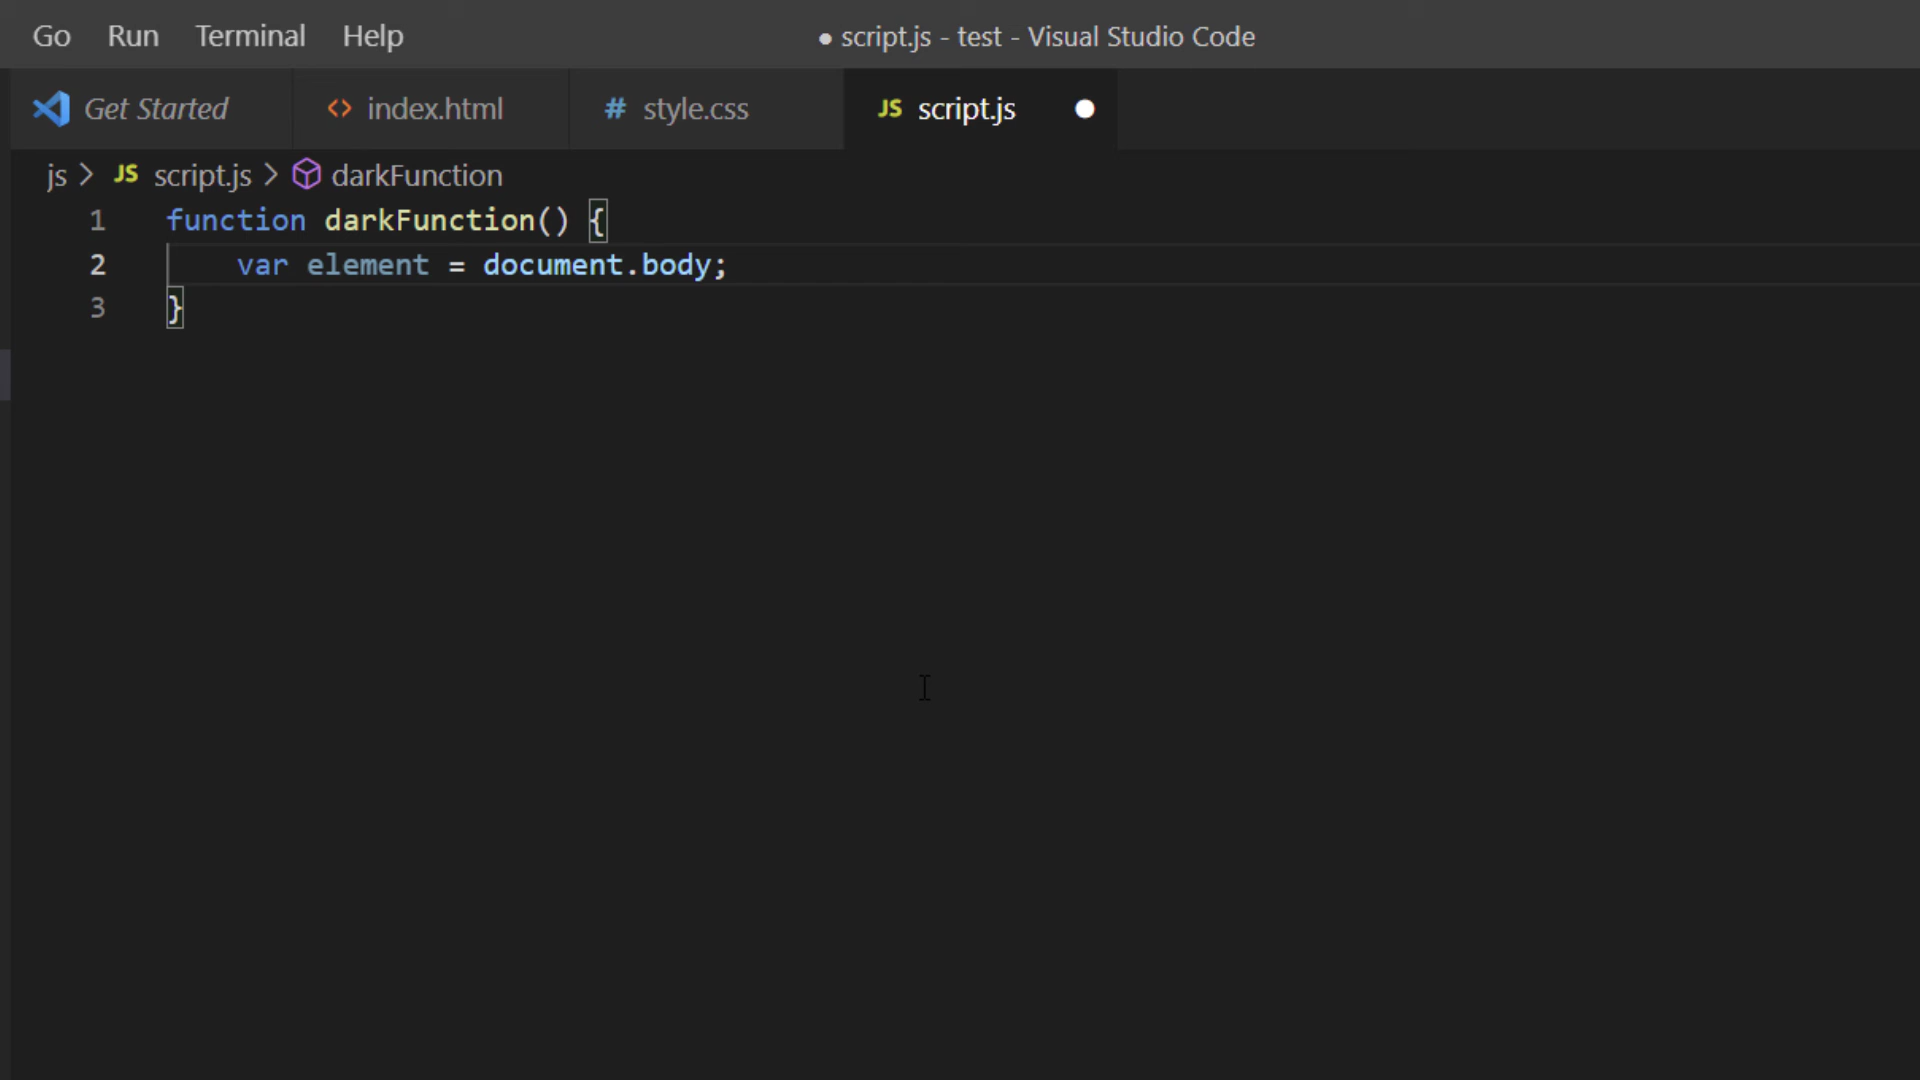 Go Run Terminal Help ● script.js - test - Visual Studio Code
Get Started <> index.html # style.css JS script.js ●
js > JS script.js > darkFunction
1 function darkFunction() {
2     var element = document.body;
3 }